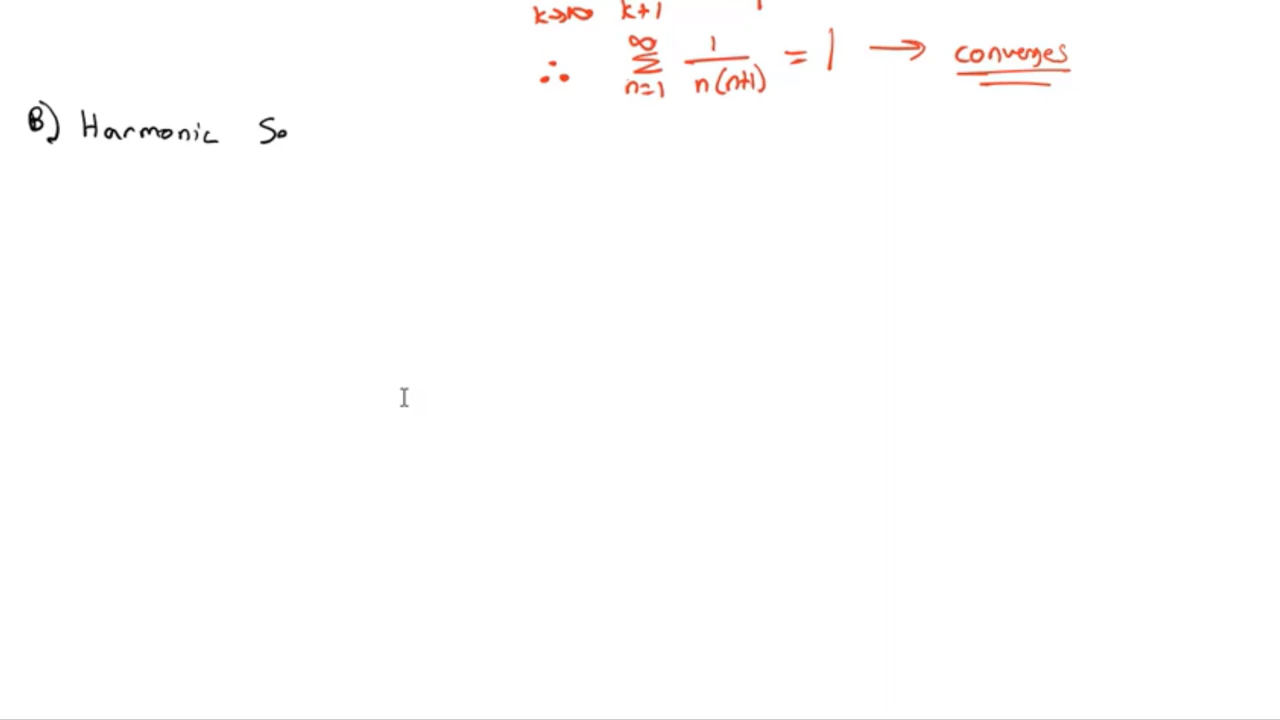 k→∞ k+1
∴ ∞ Σ n=1 1/n(n+1) = 1 → converges
B) Harmonic Se